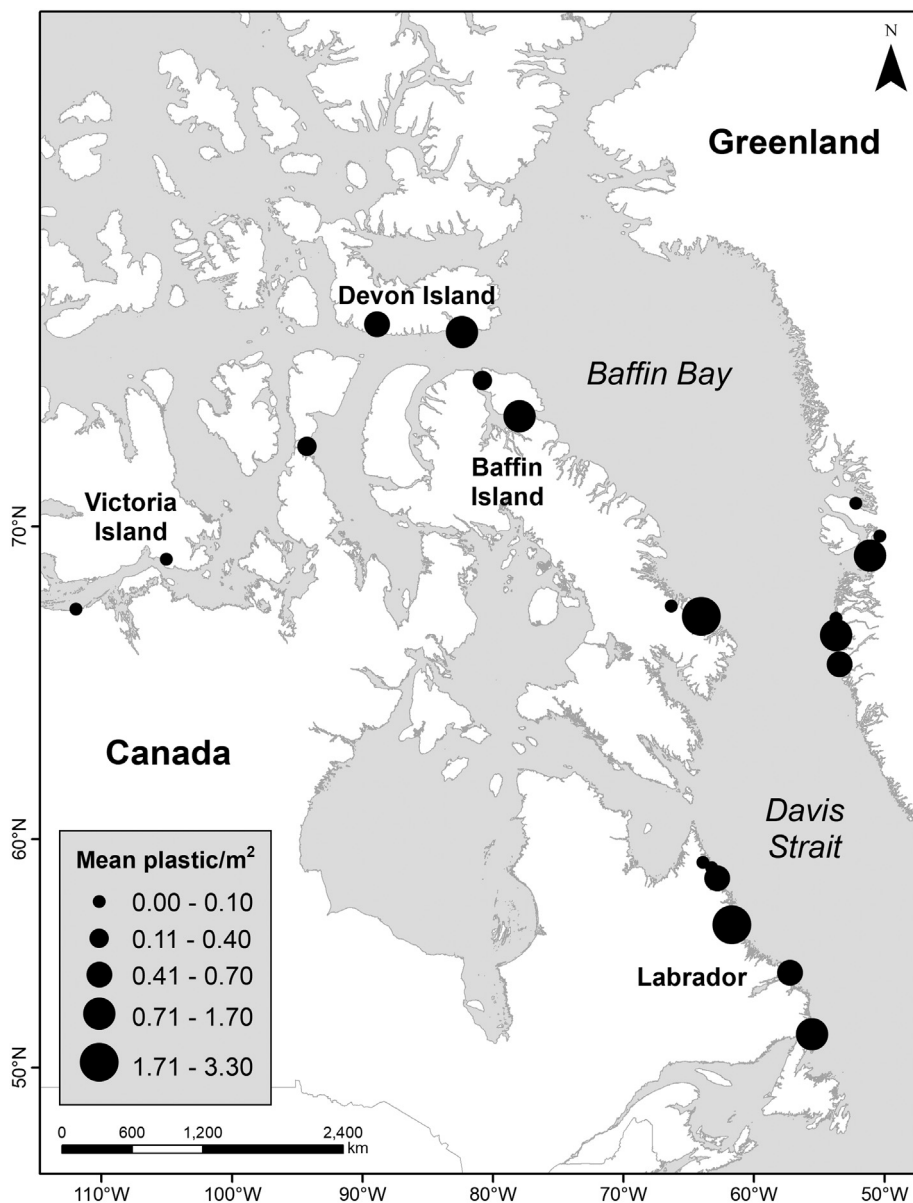 N
Greenland
Devon Island
Baffin Bay
Baffin
Island
Victoria
Island
70°N
Canada
Davis
Strait
60°N
Labrador
50°N
Mean plastic/m²
0.00 - 0.10
0.11 - 0.40
0.41 - 0.70
0.71 - 1.70
1.71 - 3.30
0 600 1,200 2,400
km
110°W 100°W 90°W 80°W 70°W 60°W 50°W